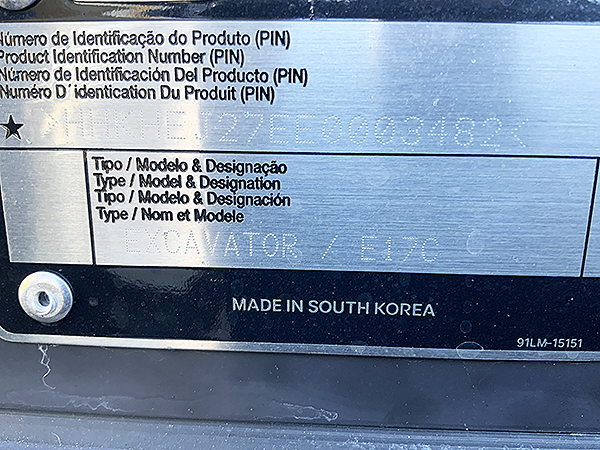 Número de Identificação do Produto (PIN)
Product Identification Number (PIN)
Número de Identificación Del Producto (PIN)
Numéro D´identication Du Produit (PIN)
Tipo / Modelo & Designação
Type / Model & Designation
Tipo / Modelo & Designación
Type / Nom et Modele
EXCAVATOR / E17C
MADE IN SOUTH KOREA
91LM-15151